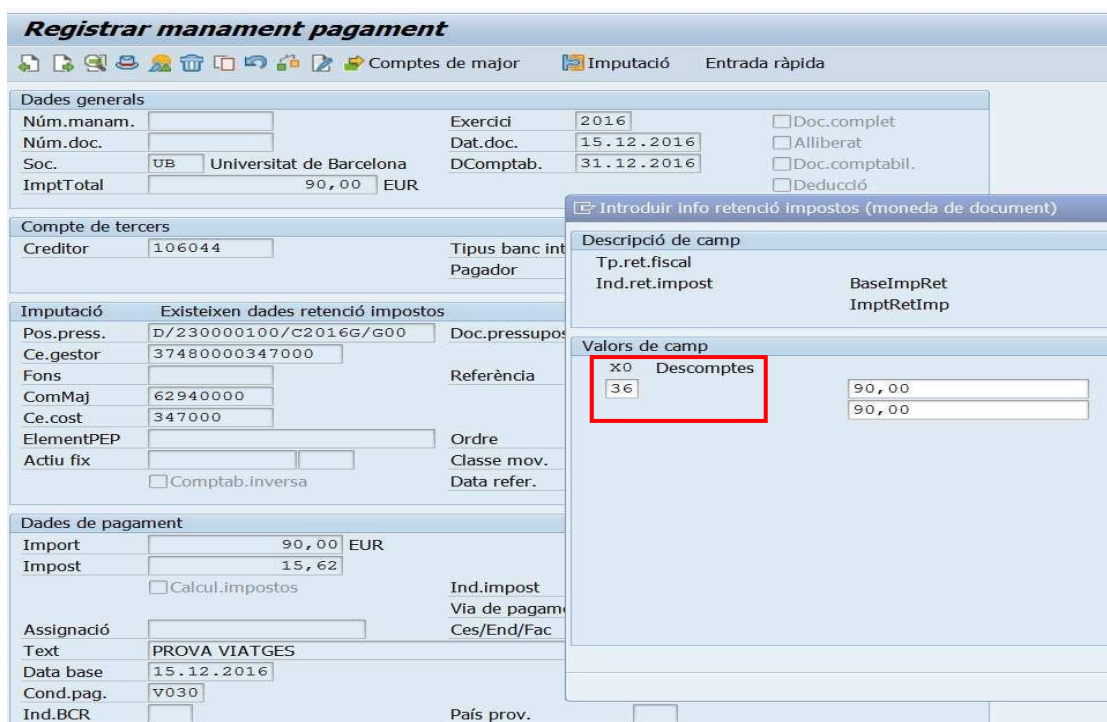 Registrar manament pagament
Comptes de major Imputació Entrada ràpida
Dades generals
Núm.manam. Exercici 2016 Doc.complet
Núm.doc. Dat.doc. 15.12.2016 Alliberat
Soc. UB Universitat de Barcelona DComptab. 31.12.2016 Doc.comptabil.
ImptTotal 90,00 EUR Deducció
Compte de tercers
Creditor 106044 Tipus banc int
Pagador
Imputació Existeixen dades retenció impostos
Pos.press. D/230000100/C2016G/G00 Doc.pressupos
Ce.gestor 37480000347000
Fons Referència
ComMaj 62940000
Ce.cost 347000
ElementPEP Ordre
Actiu fix Classe mov.
Comptab.inversa Data refer.
Dades de pagament
Import 90,00 EUR
Impost 15,62
Calcul.impostos Ind.impost
Via de pagam
Assignació Ces/End/Fac
Text PROVA VIATGES
Data base 15.12.2016
Cond.pag. V030
Ind.BCR País prov.
Introduir info retenció impostos (moneda de document)
Descripció de camp
Tp.ret.fiscal
Ind.ret.impost BaseImpRet
ImptRetImp
Valors de camp
X0 Descomptes
36 90,00
90,00